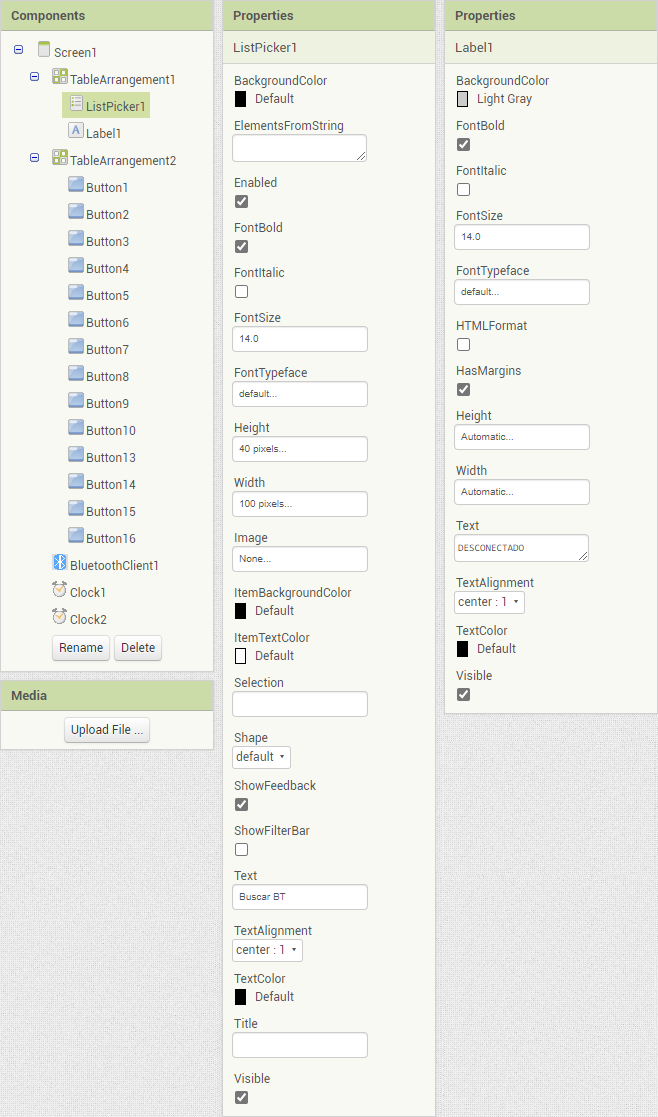 Components
Screen1
TableArrangement1
ListPicker1
A Label1
TableArrangement2
Button1
Button2
Button3
Button4
Button5
Button6
Button7
Button8
Button9
Button10
Button13
Button14
Button15
Button16
BluetoothClient1
Clock1
Clock2
Rename Delete
Media
Upload File ...
Properties
ListPicker1
BackgroundColor
Default
ElementsFromString
Enabled
FontBold
FontItalic
FontSize
14.0
FontTypeface
default...
Height
40 pixels...
Width
100 pixels...
Image
None...
ItemBackgroundColor
Default
ItemTextColor
Default
Selection
Shape
default
ShowFeedback
ShowFilterBar
Text
Buscar BT
TextAlignment
center : 1
TextColor
Default
Title
Visible
Properties
Label1
BackgroundColor
Light Gray
FontBold
FontItalic
FontSize
14.0
FontTypeface
default...
HTMLFormat
HasMargins
Height
Automatic...
Width
Automatic...
Text
DESCONECTADO
TextAlignment
center : 1
TextColor
Default
Visible